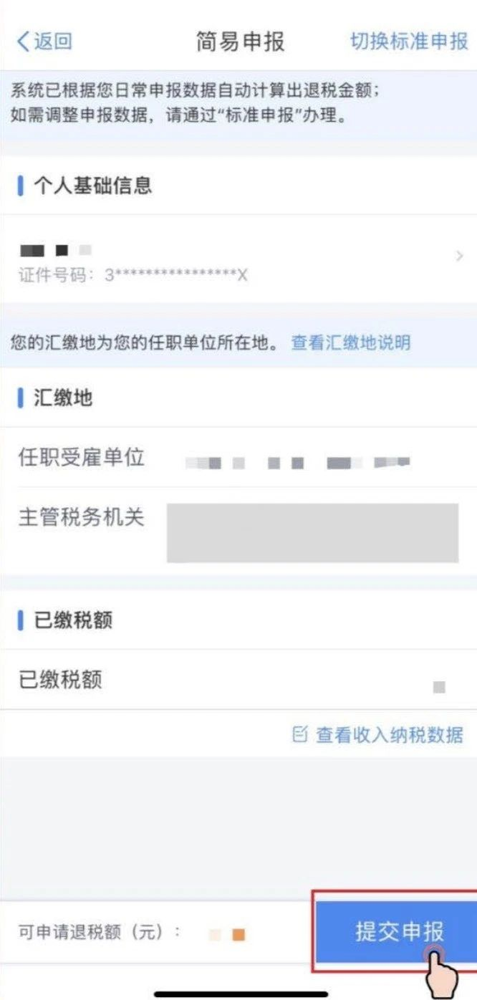 返回
简易申报
切换标准申报
系统已根据您日常申报数据自动计算出退税金额；
如需调整申报数据，请通过“标准申报”办理。
个人基础信息
证件号码：3****************X
您的汇缴地为您的任职单位所在地。 查看汇缴地说明
汇缴地
任职受雇单位
主管税务机关
已缴税额
已缴税额
查看收入纳税数据
可申请退税额（元）：
提交申报